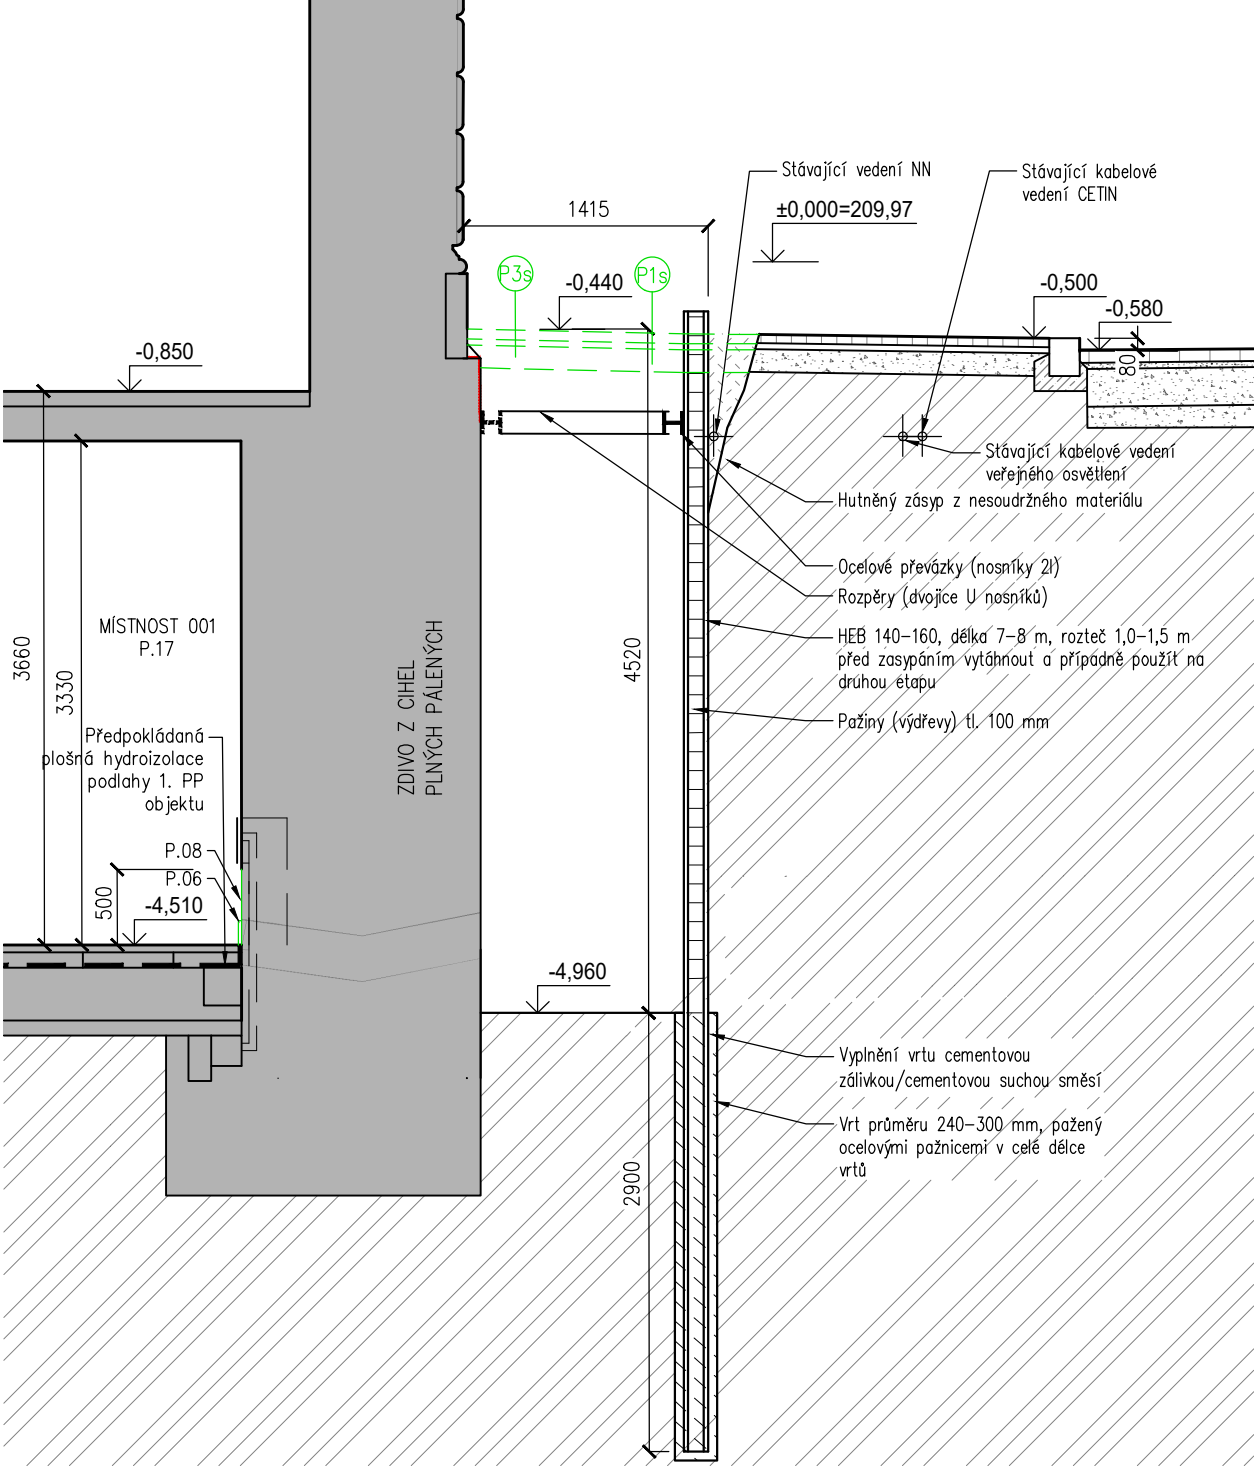 Stávající vedení NN
Stávající kabelové
vedení CETIN
1415
±0,000=209,97
P3s
P1s
-0,440
-0,500
-0,580
80
-0,850
Stávající kabelové vedení
veřejného osvětlení
Hutněný zásyp z nesoudržného materiálu
Ocelové převázky (nosníky 2I)
Rozpěry (dvojice U nosníků)
HEB 140-160, délka 7-8 m, rozteč 1,0-1,5 m
před zasypáním vytáhnout a případně použít na
druhou etapu
Pažiny (výdřevy) tl. 100 mm
MÍSTNOST 001
P.17
3660
3330
4520
ZDIVO Z CIHEL
PLNÝCH PÁLENÝCH
Předpokládaná
plošná hydroizolace
podlahy 1. PP
objektu
P.08
P.06
500
-4,510
-4,960
Vyplnění vrtu cementovou
zálivkou/cementovou suchou směsí
Vrt průměru 240-300 mm, pažený
ocelovými pažnicemi v celé délce
vrtů
2900